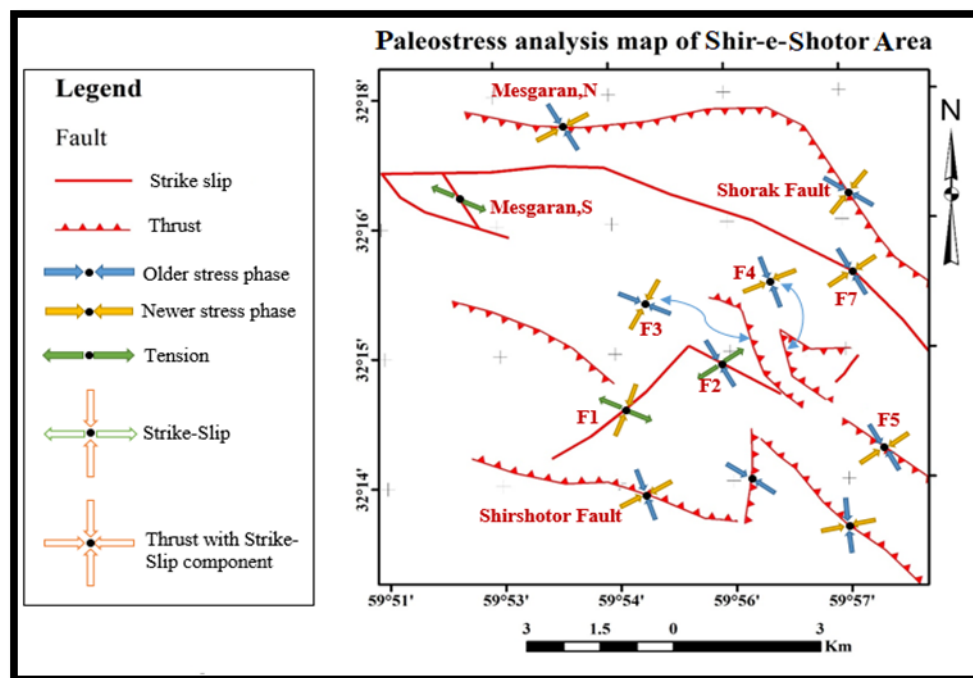 Paleostress analysis map of Shir-e-Shotor Area
Legend
Fault
Strike slip
Thrust
Older stress phase
Newer stress phase
Tension
Strike-Slip
Thrust with Strike-
Slip component
32°18'
32°16'
32°15'
32°14'
Mesgaran,N
Shorak Fault
Mesgaran,S
F4
F7
F3
F2
F1
F5
Shirshotor Fault
N
59°51'
59°53'
59°54'
59°56'
59°57'
3
1.5
0
3
Km